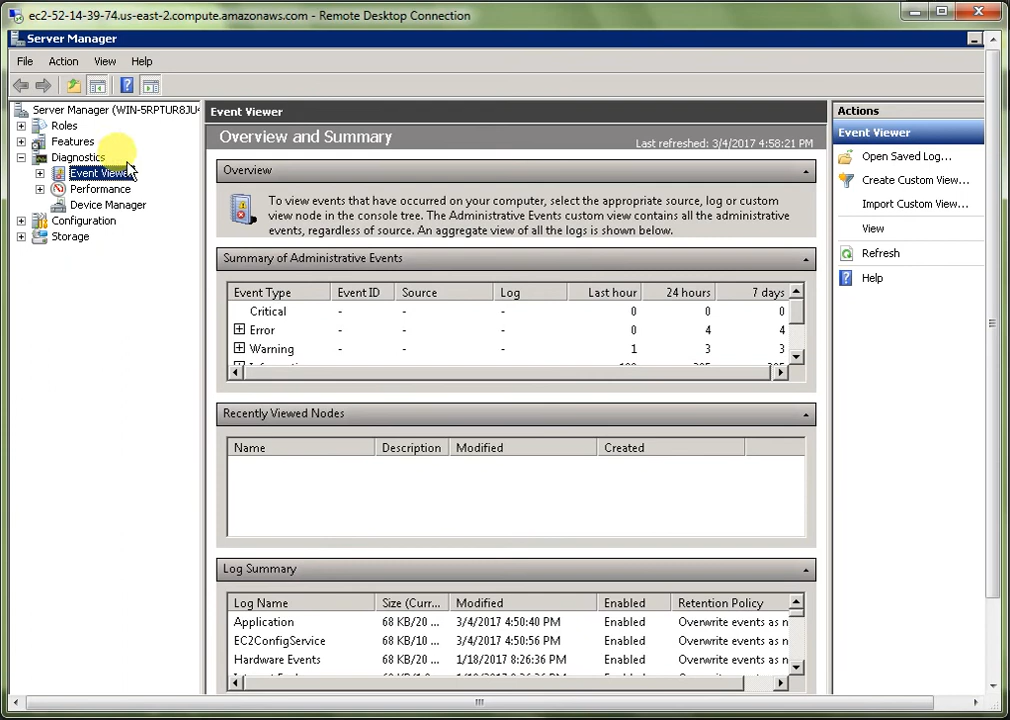 ec2-52-14-39-74.us-east-2.compute.amazonaws.com - Remote Desktop Connection
Server Manager
File Action View Help
Server Manager (WIN-5RPTUR8JU4
Roles
Features
Diagnostics
Event Viewer
Performance
Device Manager
Configuration
Storage
Event Viewer
Overview and Summary
Last refreshed: 3/4/2017 4:58:21 PM
Overview
To view events that have occurred on your computer, select the appropriate source, log or custom
view node in the console tree. The Administrative Events custom view contains all the administrative
events, regardless of source. An aggregate view of all the logs is shown below.
Summary of Administrative Events
Event Type Event ID Source Log Last hour 24 hours 7 days
Critical - - - 0 0 0
Error - - - 0 4 4
Warning - - - 1 3 3
Recently Viewed Nodes
Name Description Modified Created
Log Summary
Log Name Size (Curr... Modified Enabled Retention Policy
Application 68 KB/20 ... 3/4/2017 4:50:40 PM Enabled Overwrite events as n
EC2ConfigService 68 KB/10 ... 3/4/2017 4:50:56 PM Enabled Overwrite events as n
Hardware Events 68 KB/20 ... 1/18/2017 8:26:36 PM Enabled Overwrite events as n
Actions
Event Viewer
Open Saved Log...
Create Custom View...
Import Custom View...
View
Refresh
Help